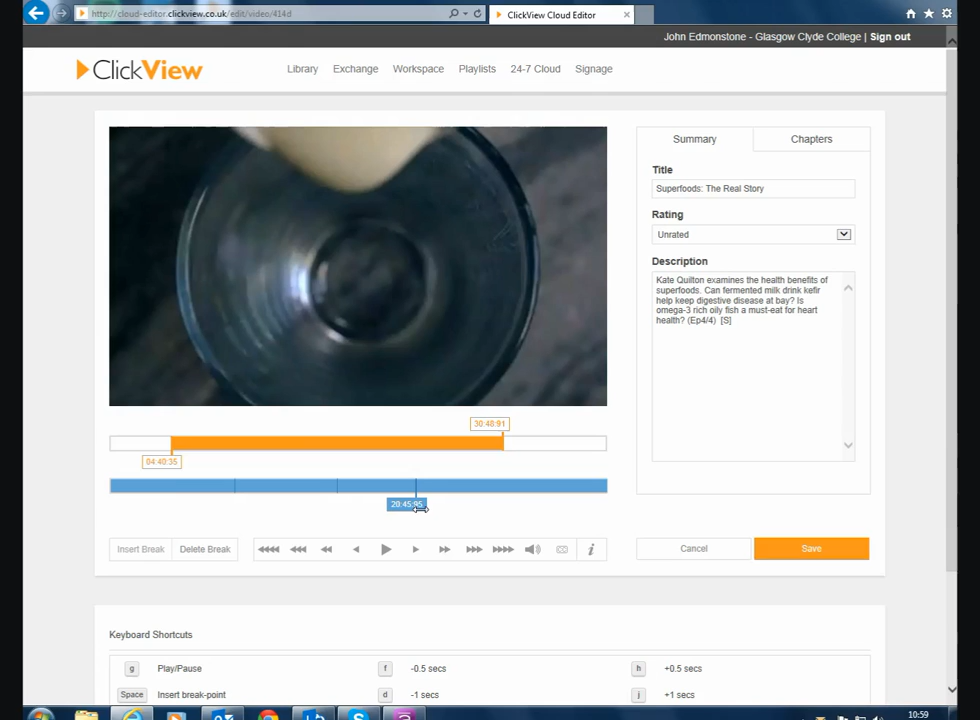 http://cloud-editor.clickview.co.uk/edit/video/414d
ClickView Cloud Editor
John Edmonstone - Glasgow Clyde College | Sign out
ClickView
Library
Exchange
Workspace
Playlists
24-7 Cloud
Signage
Summary
Chapters
Title
Superfoods: The Real Story
Rating
Unrated
Description
Kate Quilton examines the health benefits of
superfoods. Can fermented milk drink kefir
help keep digestive disease at bay? Is
omega-3 rich oily fish a must-eat for heart
health? (Ep4/4) [S]
30:48:91
04:40:35
20:45:95
Insert Break
Delete Break
Cancel
Save
Keyboard Shortcuts
g
Play/Pause
f
-0.5 secs
h
+0.5 secs
Space
Insert break-point
d
-1 secs
j
+1 secs
10:59